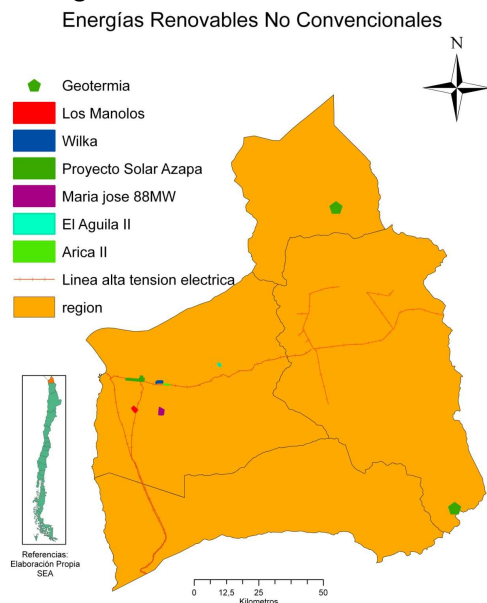 Energías Renovables No Convencionales
N
Geotermia
Los Manolos
Wilka
Proyecto Solar Azapa
Maria jose 88MW
El Aguila II
Arica II
Linea alta tension electrica
region
Referencias:
Elaboración Propia
SEA
0 12,5 25 50
Kilometros